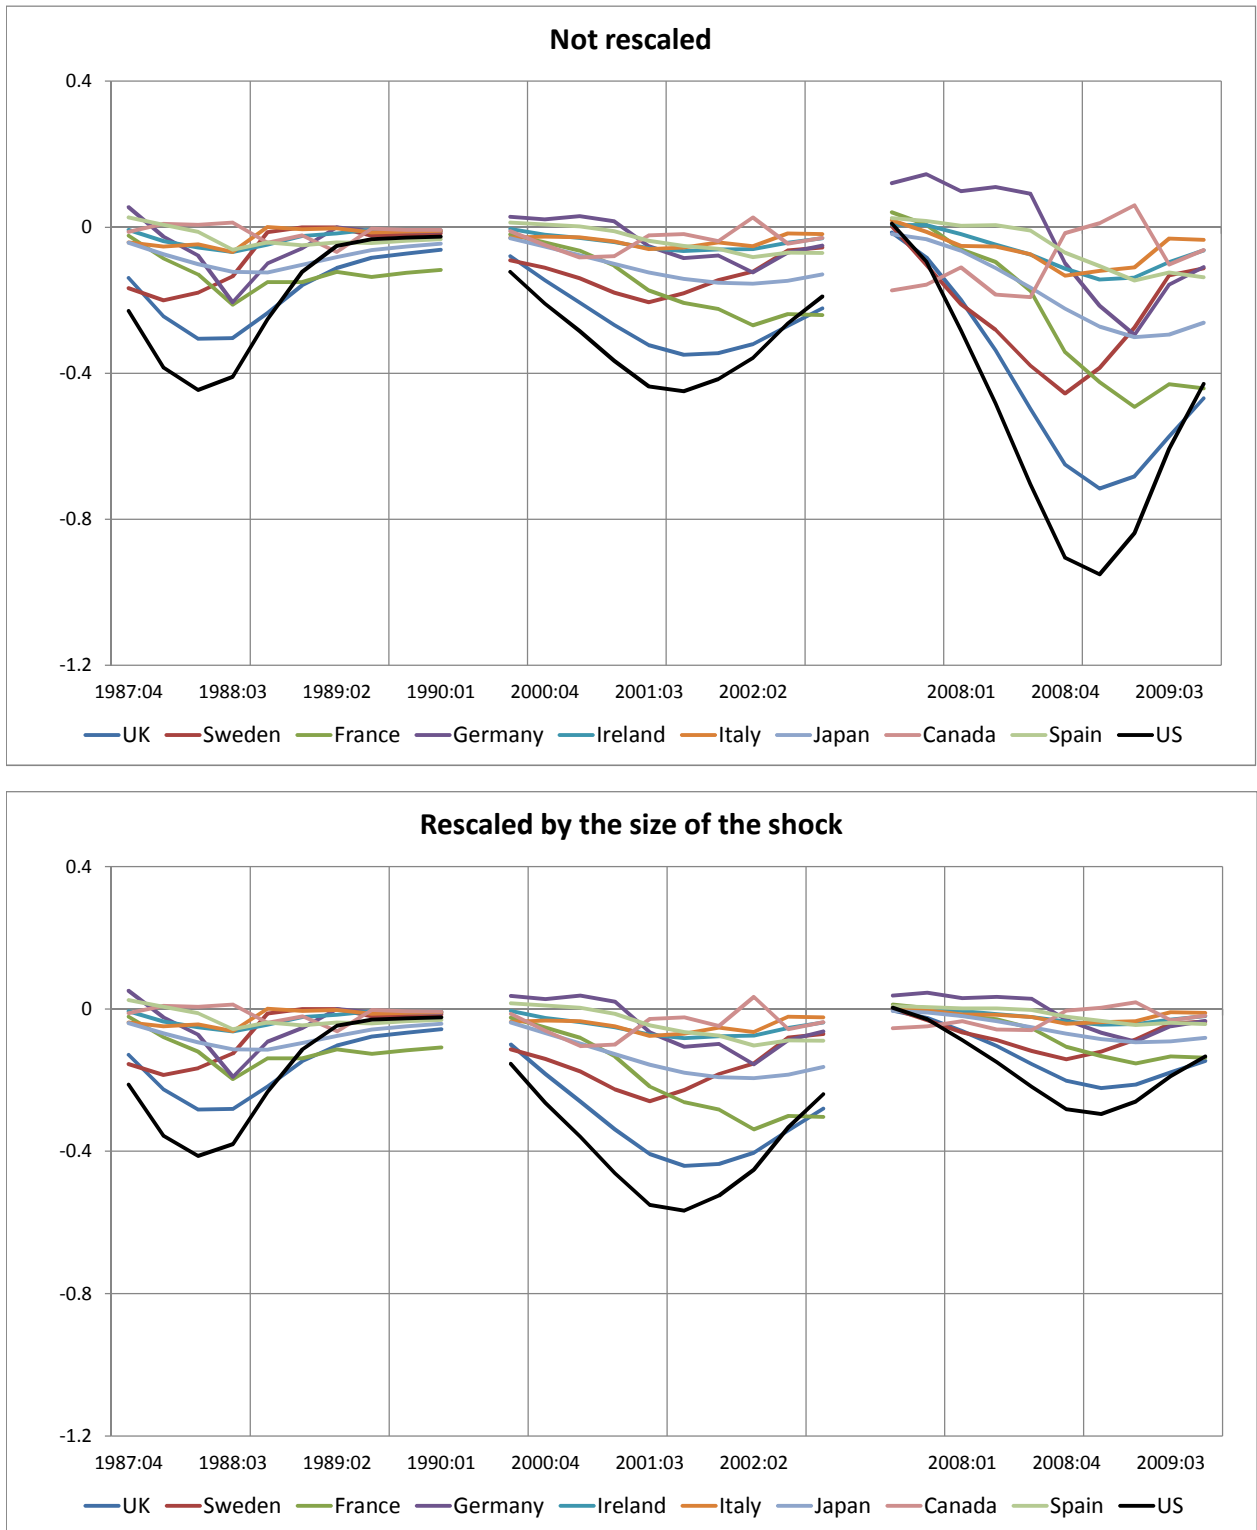 Not rescaled
0.4
0
-0.4
-0.8
-1.2
1987:04 1988:03 1989:02 1990:01 2000:04 2001:03 2002:02 2008:01 2008:04 2009:03
UK Sweden France Germany Ireland Italy Japan Canada Spain US
Rescaled by the size of the shock
0.4
0
-0.4
-0.8
-1.2
1987:04 1988:03 1989:02 1990:01 2000:04 2001:03 2002:02 2008:01 2008:04 2009:03
UK Sweden France Germany Ireland Italy Japan Canada Spain US